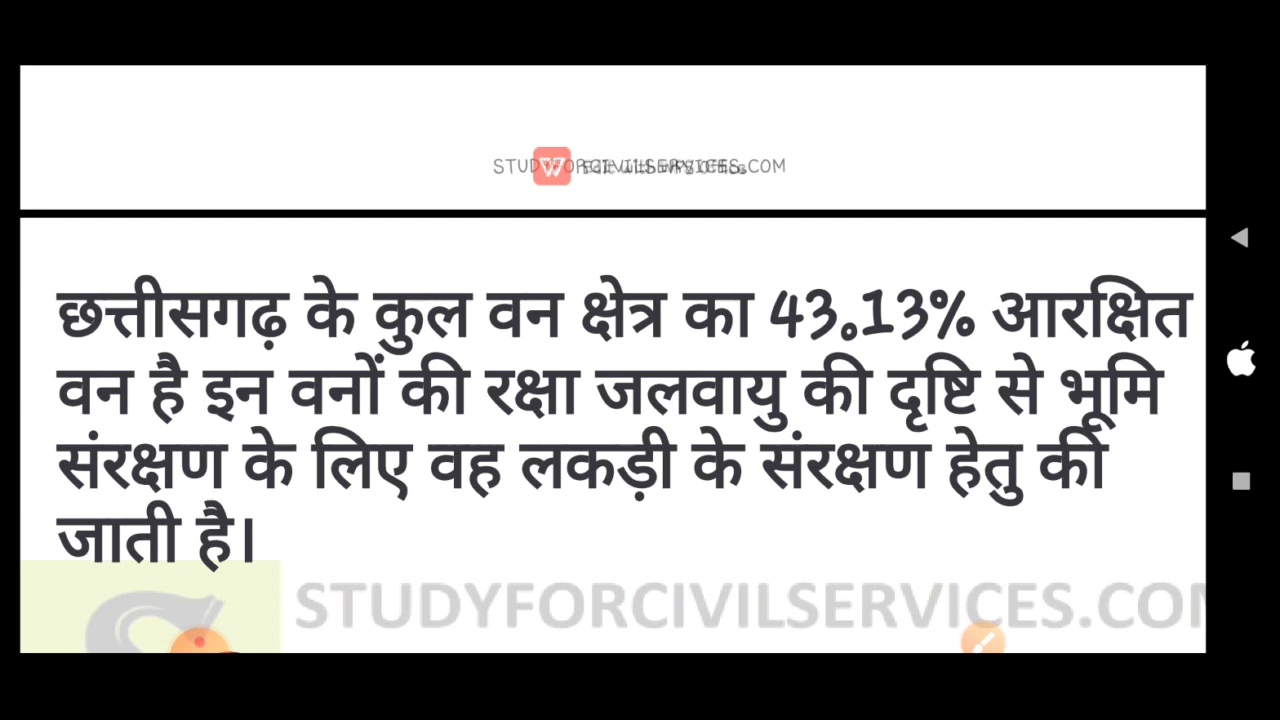 STUDYFORCIVILSERVICES.COM
छत्तीसगढ़ के कुल वन क्षेत्र का 43.13% आरक्षित
वन है इन वनों की रक्षा जलवायु की दृष्टि से भूमि
संरक्षण के लिए वह लकड़ी के संरक्षण हेतु की
जाती है।
STUDYFORCIVILSERVICES.COM